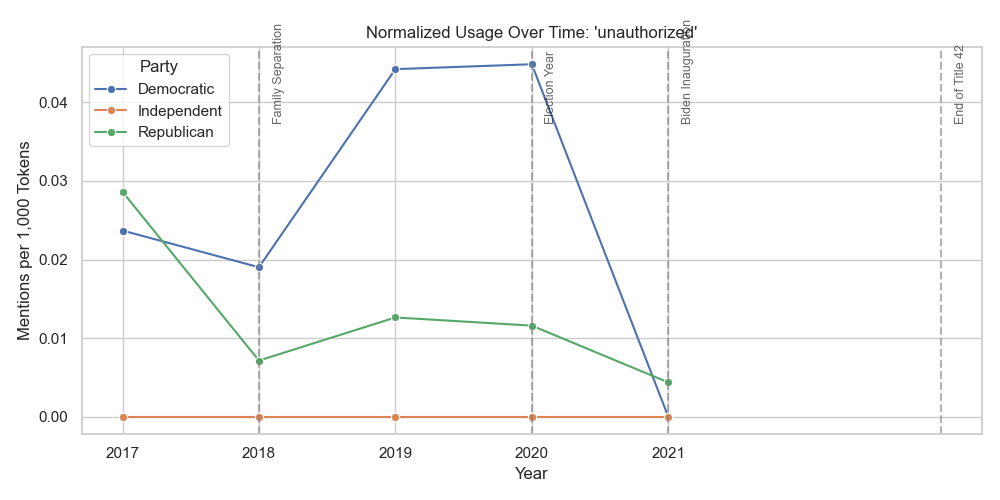 Normalized Usage Over Time: 'unauthorized'
Party
Democratic
Independent
Republican
Family Separation
Election Year
Biden Inauguration
End of Title 42
Mentions per 1,000 Tokens
0.04
0.03
0.02
0.01
0.00
2017
2018
2019
2020
2021
Year